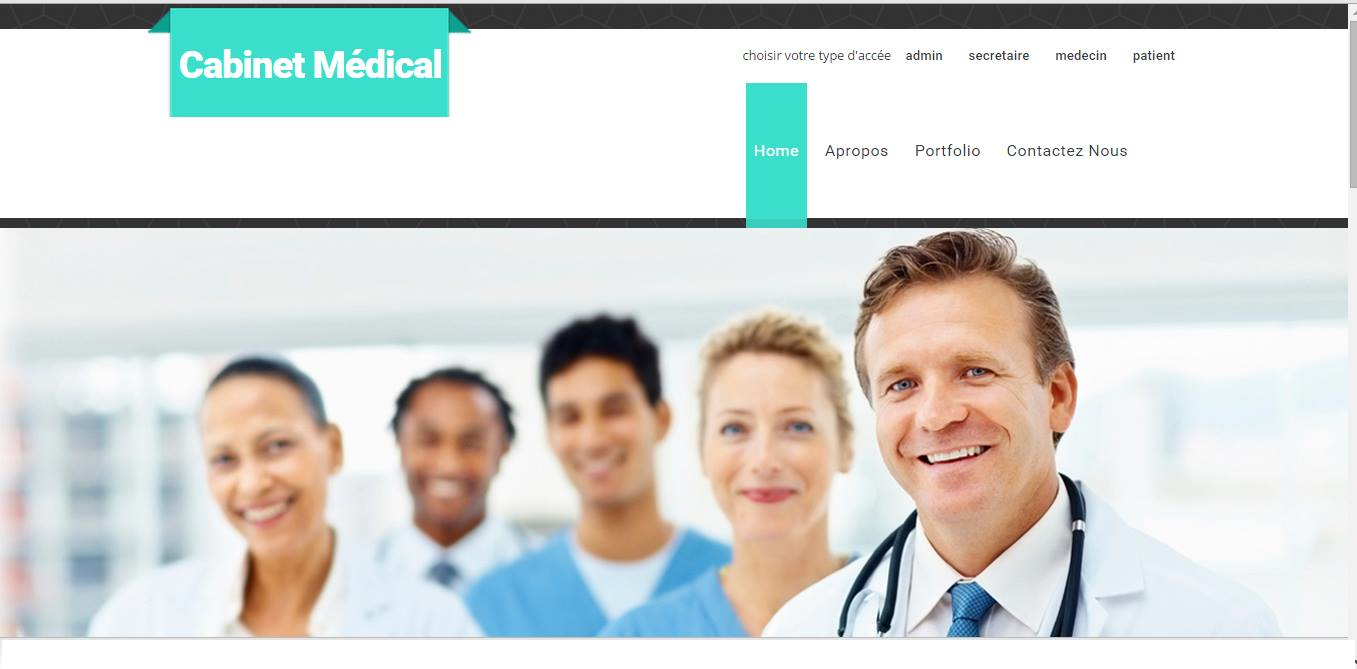 Cabinet Médical
choisir votre type d'accée admin secretaire medecin patient
Home Apropos Portfolio Contactez Nous